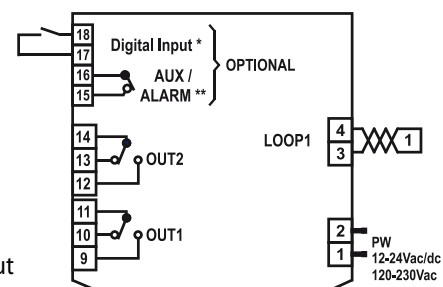 18
17
16
15
Digital Input *
AUX /
ALARM **
OPTIONAL
14
13
12
OUT2
11
10
9
OUT1
LOOP1
4
3
1
2
1
PW
12-24Vac/dc
120-230Vac
ut